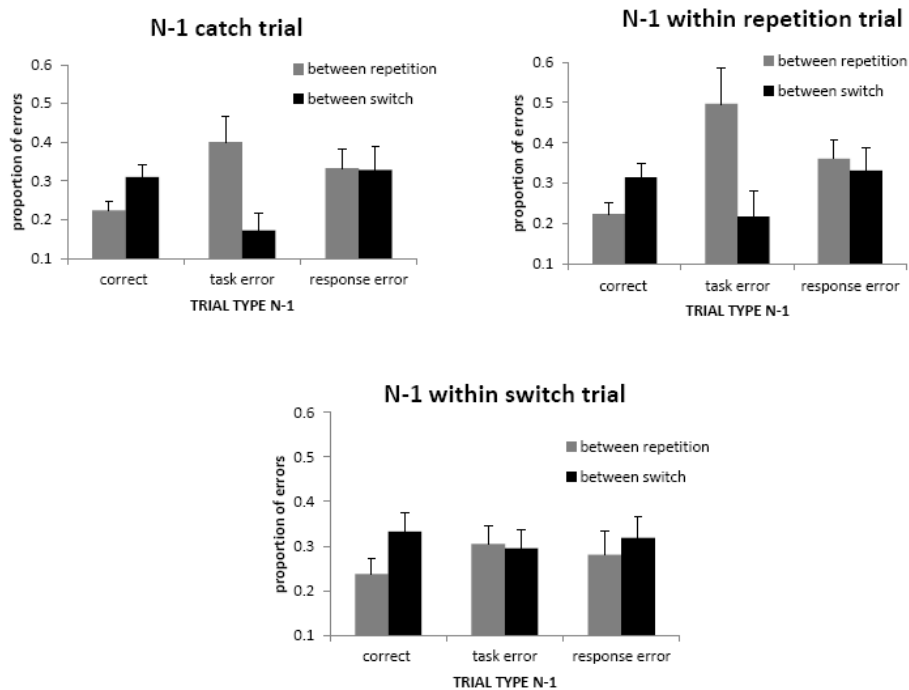 N-1 catch trial
proportion of errors
0.6
0.5
0.4
0.3
0.2
0.1
between repetition
between switch
correct
task error
response error
TRIAL TYPE N-1
N-1 within repetition trial
proportion of errors
0.6
0.5
0.4
0.3
0.2
0.1
between repetition
between switch
correct
task error
response error
TRIAL TYPE N-1
N-1 within switch trial
proportion of errors
0.6
0.5
0.4
0.3
0.2
0.1
between repetition
between switch
correct
task error
response error
TRIAL TYPE N-1